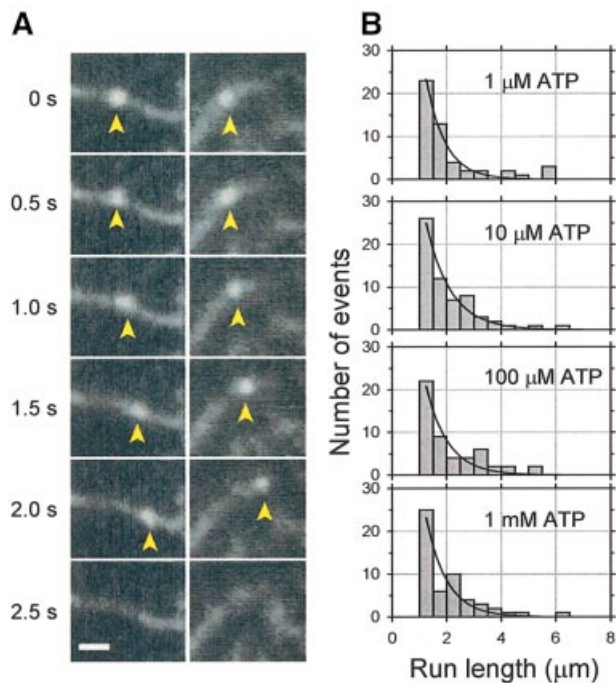 A
0 s
0.5 s
1.0 s
1.5 s
2.0 s
2.5 s
B
Number of events
30
20
10
0
1 µM ATP
30
20
10
0
10 µM ATP
30
20
10
0
100 µM ATP
30
20
10
0
1 mM ATP
0 2 4 6 8
Run length (µm)